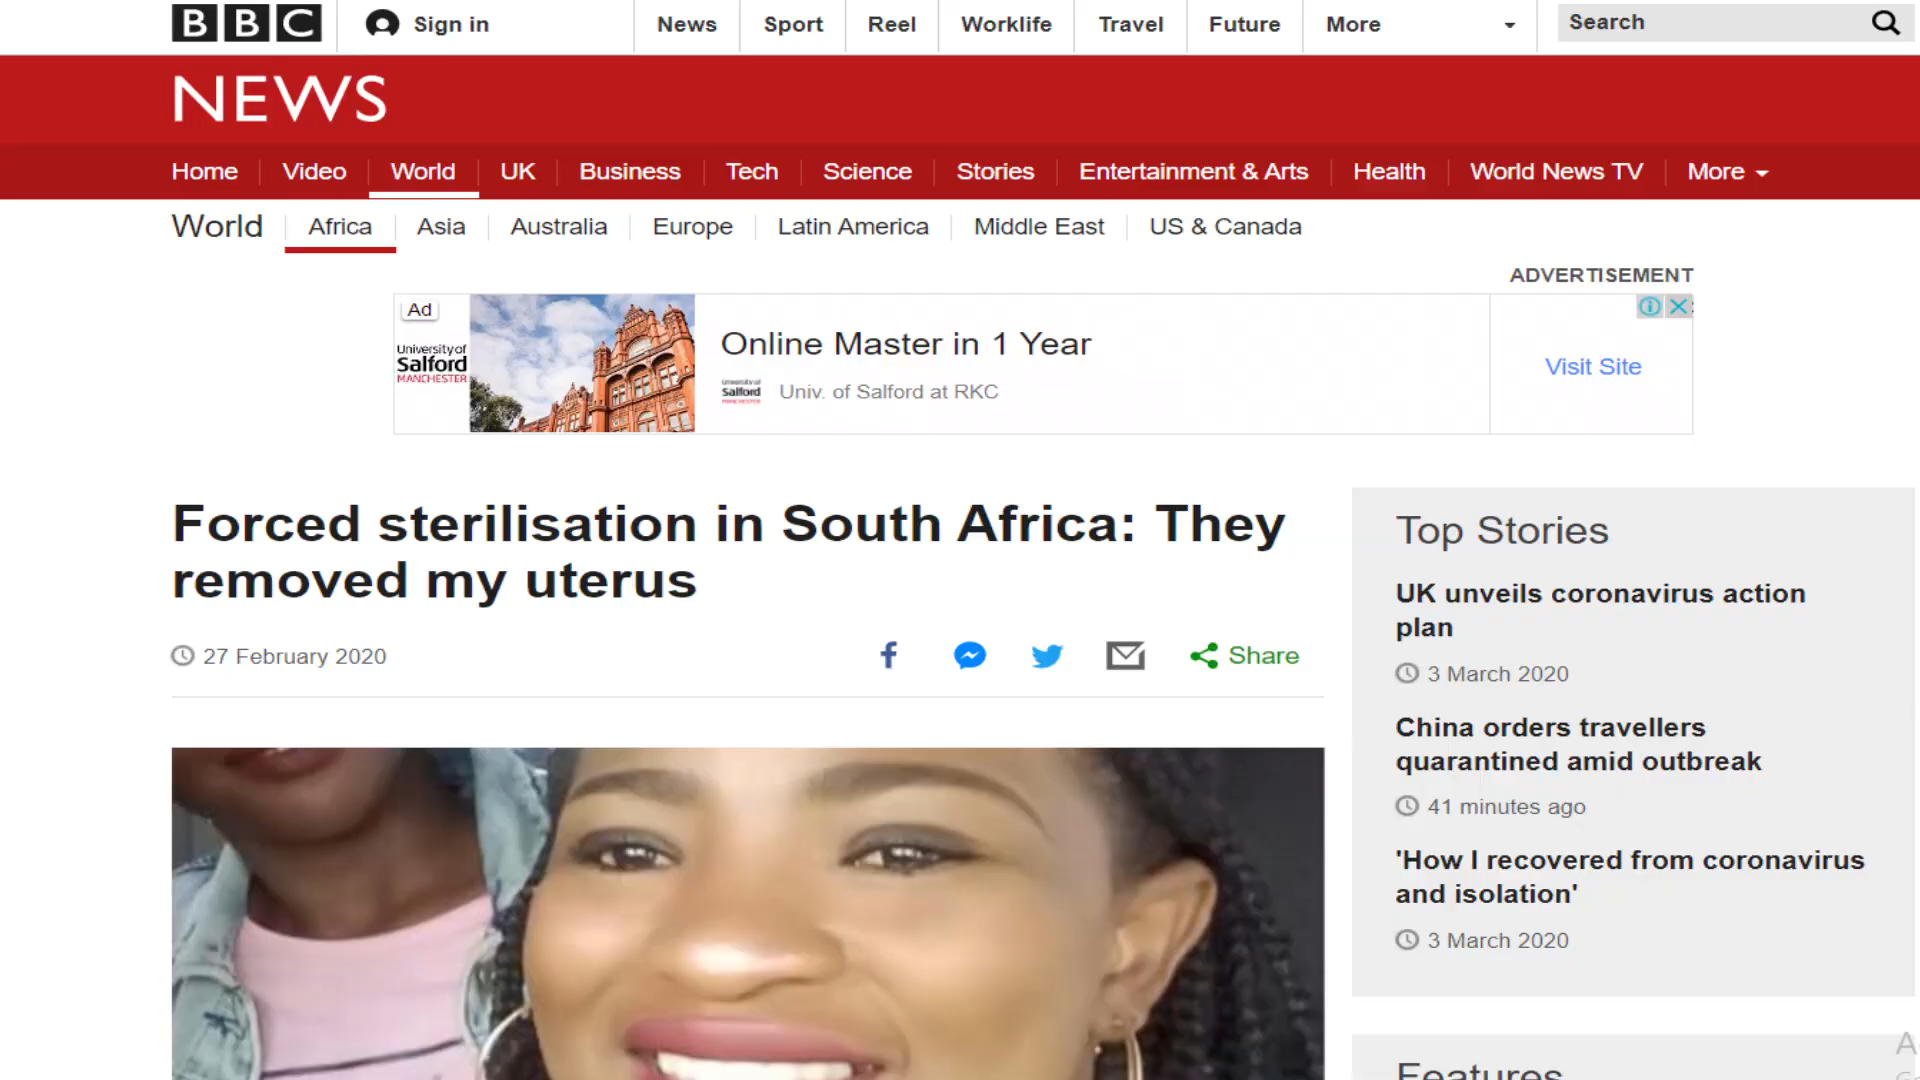 BBC
Sign in
News
Sport
Reel
Worklife
Travel
Future
More
Search
NEWS
Home
Video
World
UK
Business
Tech
Science
Stories
Entertainment & Arts
Health
World News TV
More
World
Africa
Asia
Australia
Europe
Latin America
Middle East
US & Canada
ADVERTISEMENT
Ad
University of
Salford
MANCHESTER
Online Master in 1 Year
University of
Salford
MANCHESTER
Univ. of Salford at RKC
Visit Site
Forced sterilisation in South Africa: They
removed my uterus
27 February 2020
Share
Top Stories
UK unveils coronavirus action
plan
3 March 2020
China orders travellers
quarantined amid outbreak
41 minutes ago
'How I recovered from coronavirus
and isolation'
3 March 2020
Features